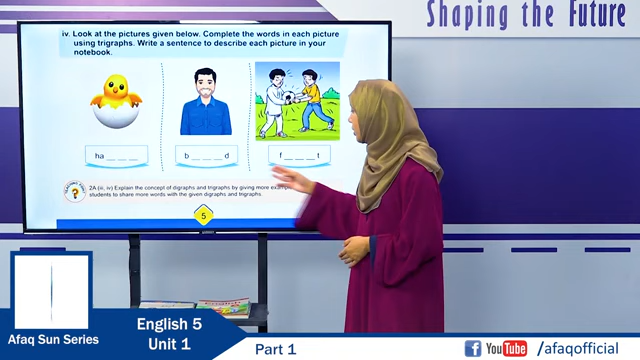 Shaping the Future
iv. Look at the pictures given below. Complete the words in each picture
using trigraphs. Write a sentence to describe each picture in your
notebook.
ha _ _ _
b _ _ _ d
f _ _ _ t
2A (iii, iv) Explain the concept of digraphs and trigraphs by giving more
students to share more words with the given digraphs and trigraphs
5
Afaq Sun Series
English 5
Unit 1
Part 1
YouTube
/afaqofficial